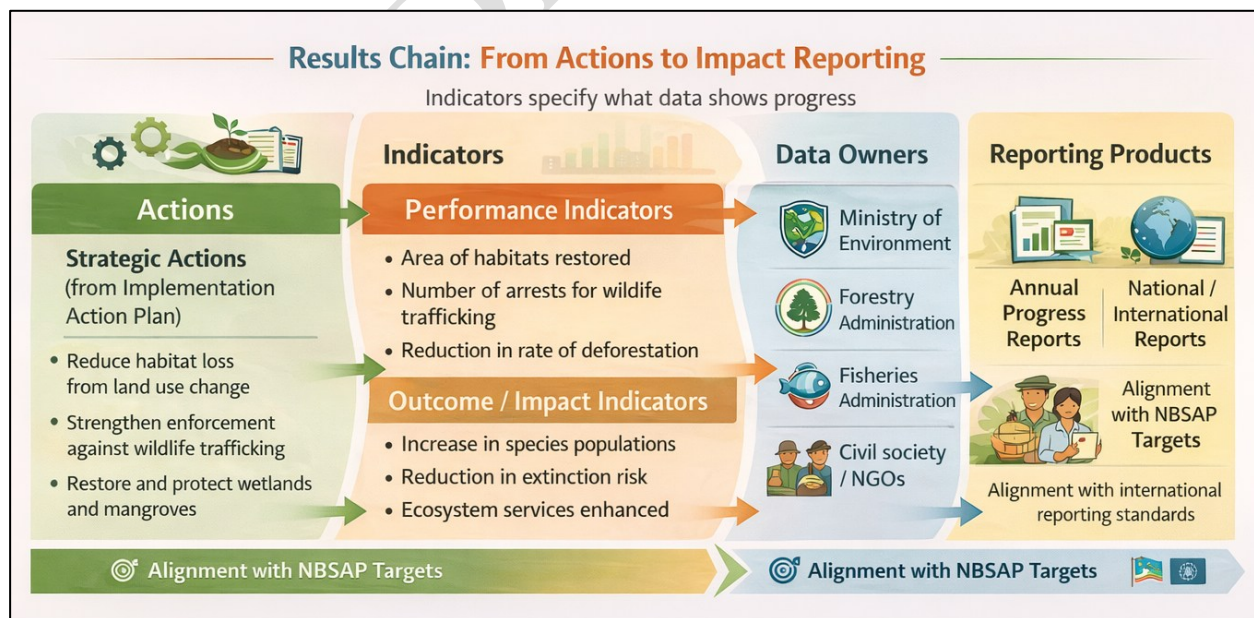 Results Chain: From Actions to Impact Reporting
Indicators specify what data shows progress
Actions
Strategic Actions
(from Implementation
Action Plan)
• Reduce habitat loss
from land use change
• Strengthen enforcement
against wildlife trafficking
• Restore and protect wetlands
and mangroves
Indicators
Performance Indicators
• Area of habitats restored
• Number of arrests for wildlife
trafficking
• Reduction in rate of deforestation
Outcome / Impact Indicators
• Increase in species populations
• Reduction in extinction risk
• Ecosystem services enhanced
Data Owners
Ministry of
Environment
Forestry
Administration
Fisheries
Administration
Civil society
/ NGOs
Reporting Products
Annual
Progress
Reports
National /
International
Reports
Alignment
with NBSAP
Targets
Alignment with international
reporting standards
Alignment with NBSAP Targets
Alignment with NBSAP Targets